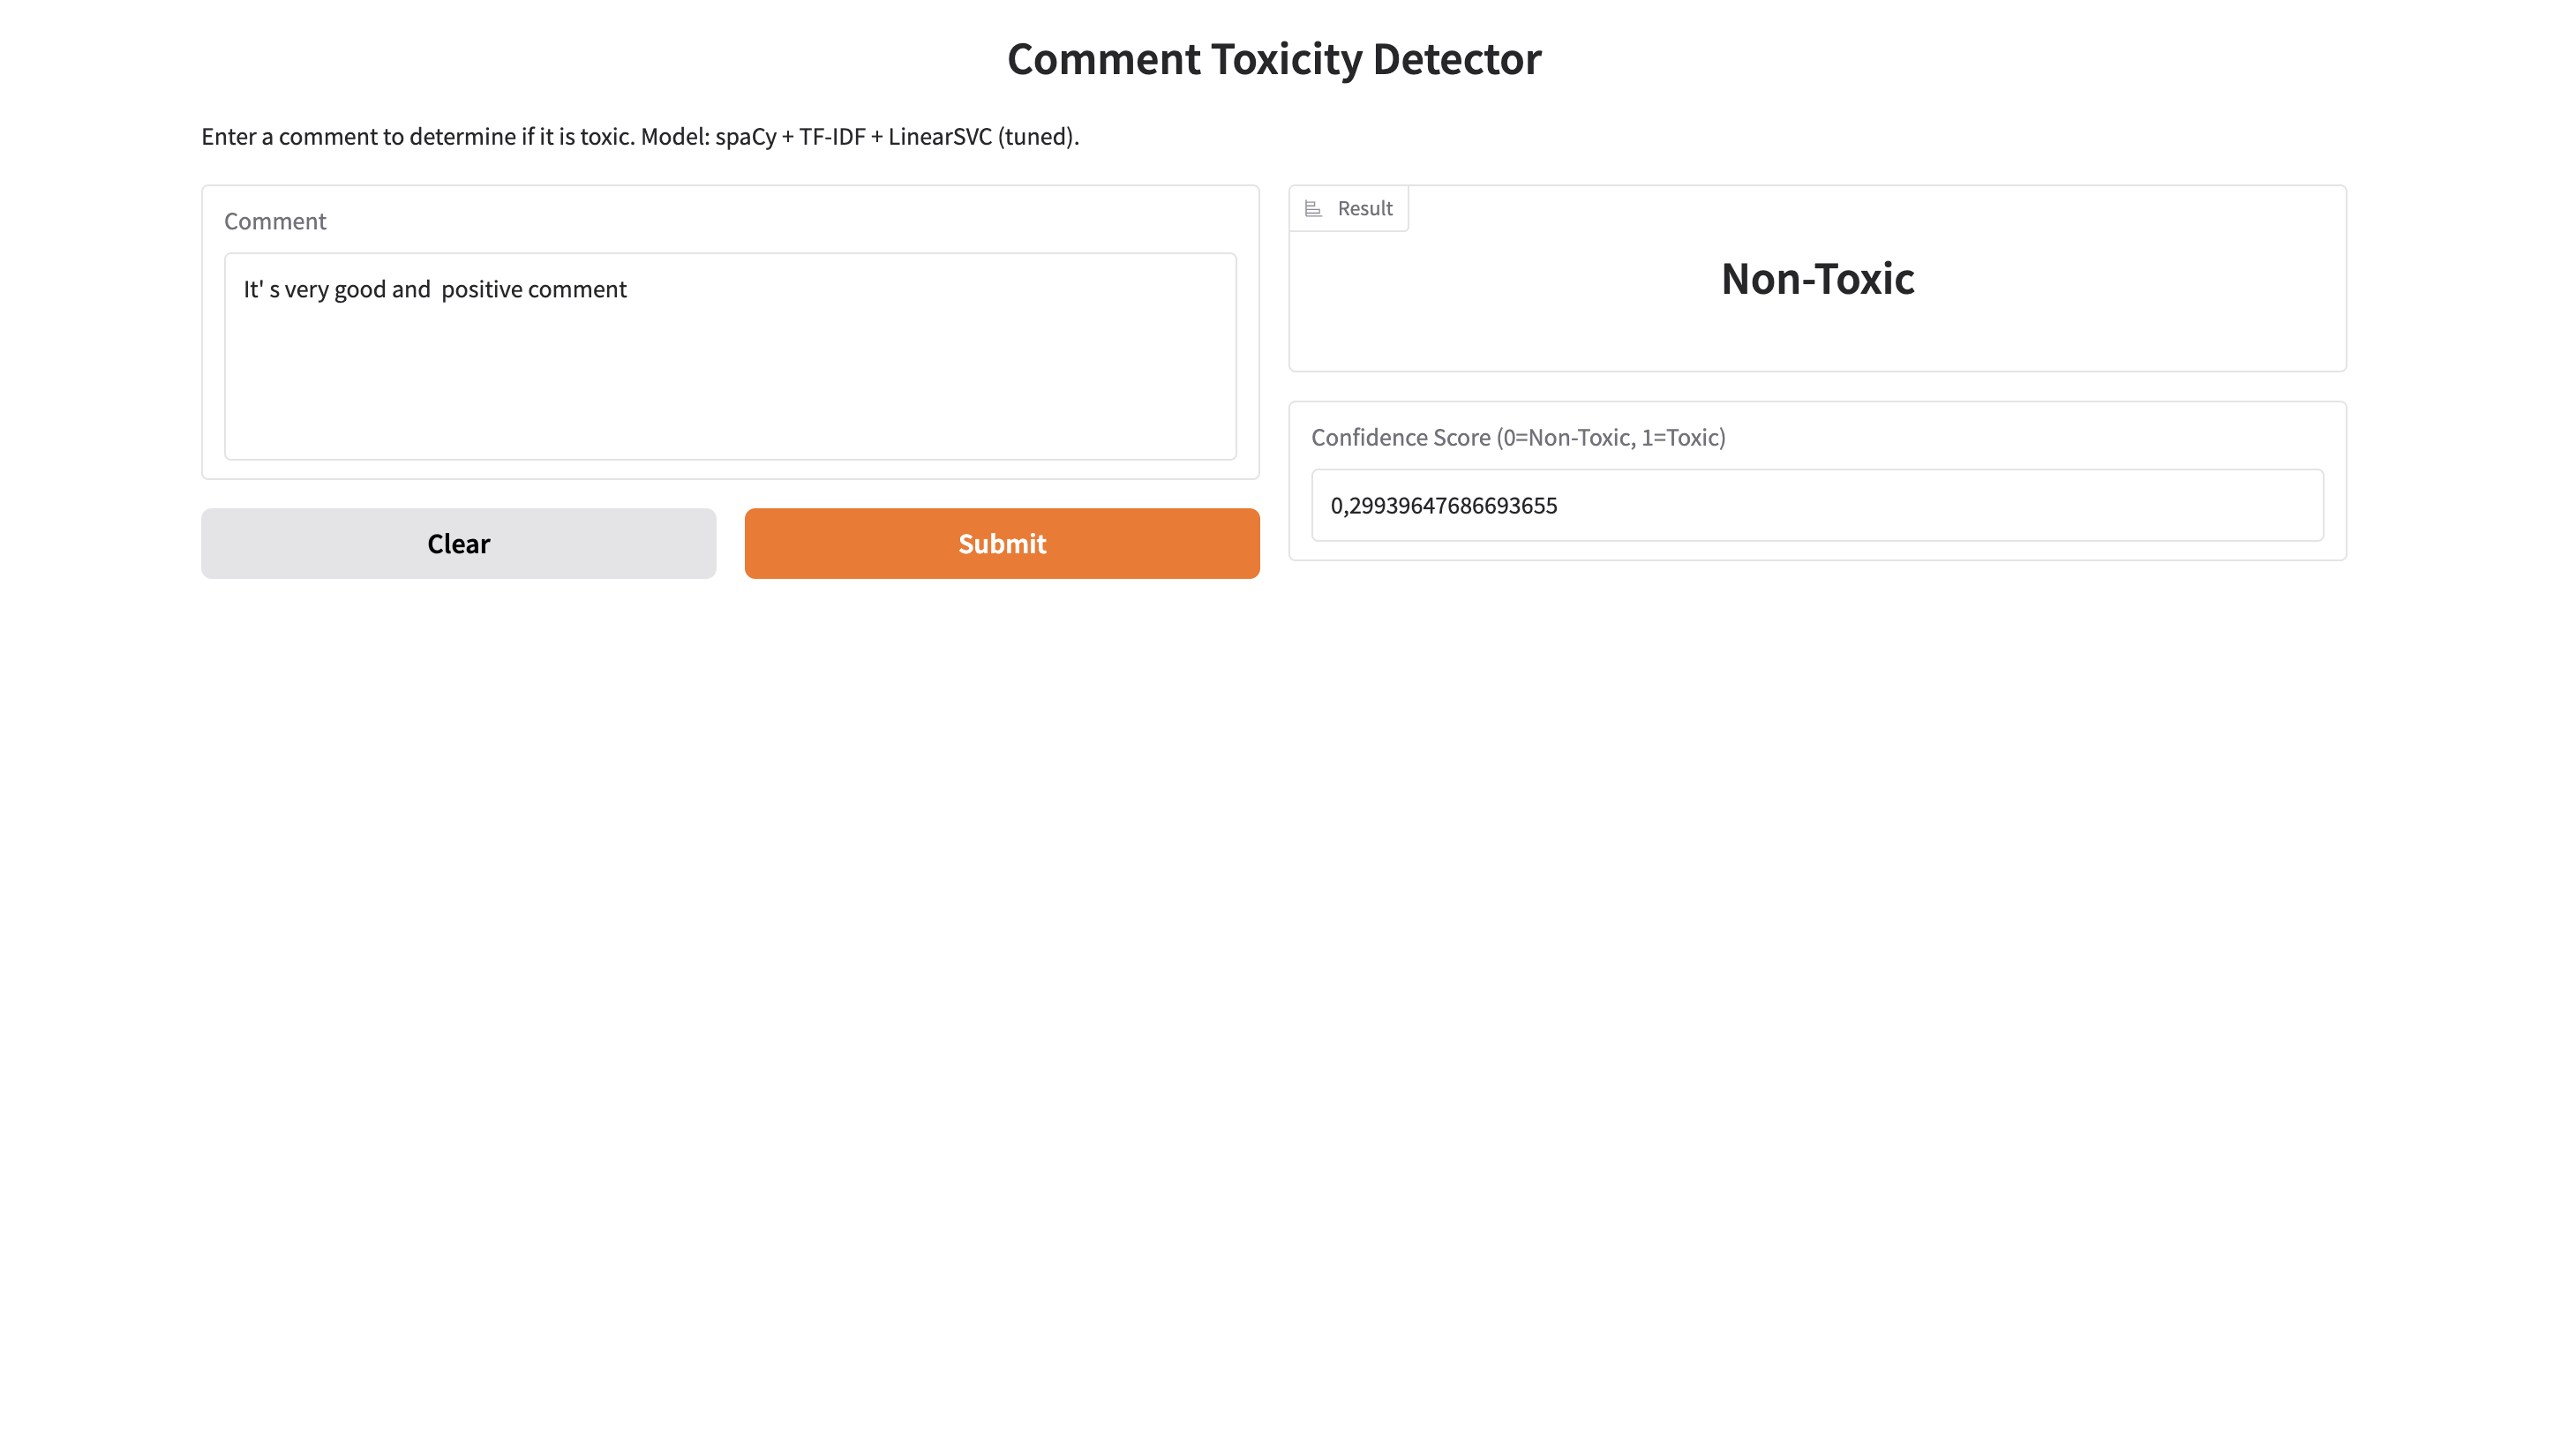 Comment Toxicity Detector
Enter a comment to determine if it is toxic. Model: spaCy + TF-IDF + LinearSVC (tuned).
Comment
It' s very good and  positive comment
Clear
Submit
Result
Non-Toxic
Confidence Score (0=Non-Toxic, 1=Toxic)
0,29939647686693655